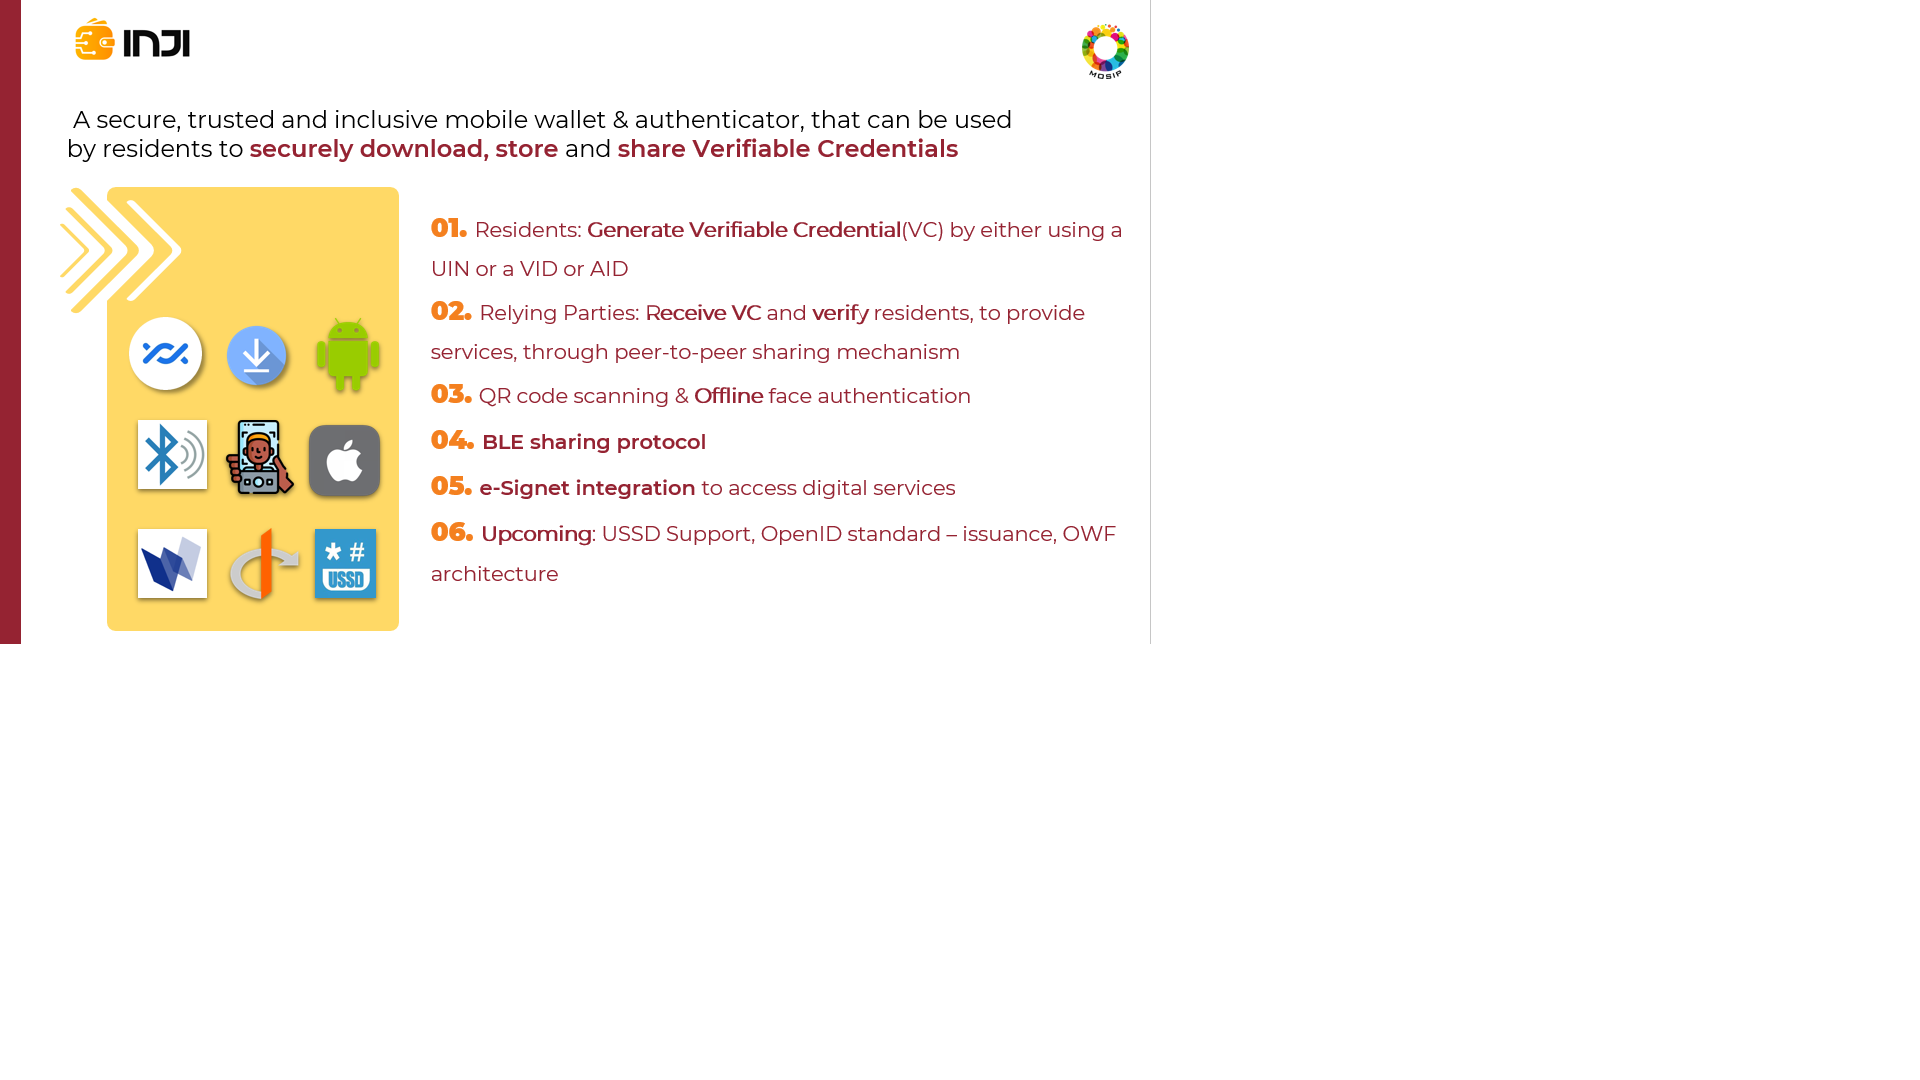 INJI
MOSIP
A secure, trusted and inclusive mobile wallet & authenticator, that can be used
by residents to securely download, store and share Verifiable Credentials
01. Residents: Generate Verifiable Credential(VC) by either using a
UIN or a VID or AID
02. Relying Parties: Receive VC and verify residents, to provide
services, through peer-to-peer sharing mechanism
03. QR code scanning & Offline face authentication
04. BLE sharing protocol
05. e-Signet integration to access digital services
06. Upcoming: USSD Support, OpenID standard – issuance, OWF
architecture
* #
USSD